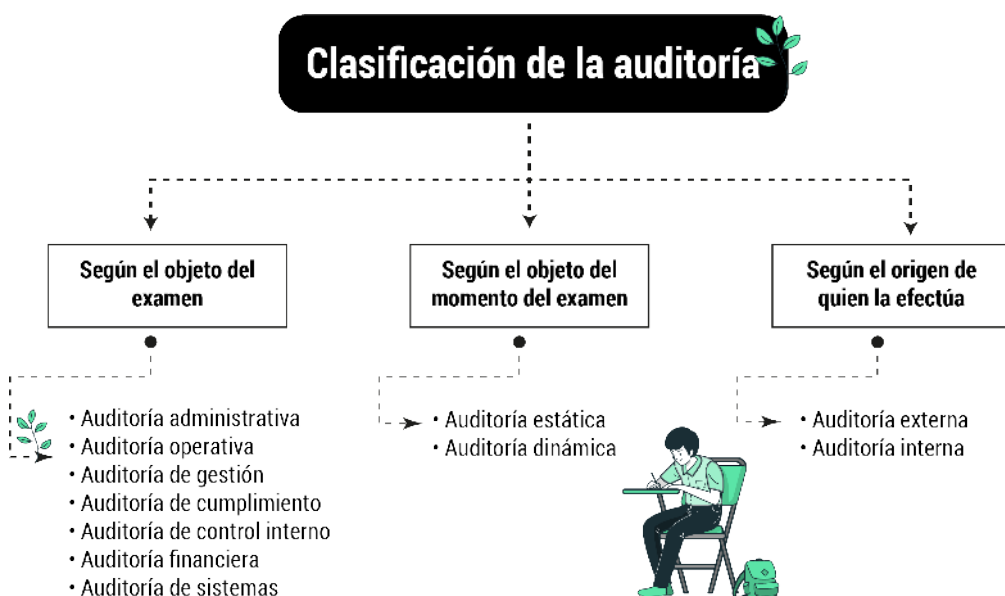 Clasificación de la auditoría
Según el objeto del
examen
• Auditoría administrativa
• Auditoría operativa
• Auditoría de gestión
• Auditoría de cumplimiento
• Auditoría de control interno
• Auditoría financiera
• Auditoría de sistemas
Según el objeto del
momento del examen
• Auditoría estática
• Auditoría dinámica
Según el origen de
quien la efectúa
• Auditoría externa
• Auditoría interna